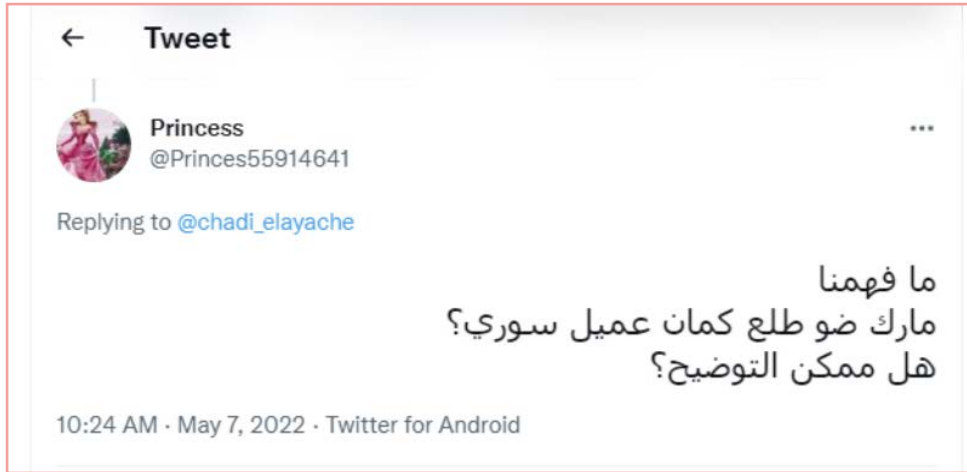 ← Tweet
Princess
@Princes55914641
Replying to @chadi_elayache
ما فهمنا
مارك ضو طلع كمان عميل سوري؟
هل ممكن التوضيح؟
10:24 AM · May 7, 2022 · Twitter for Android